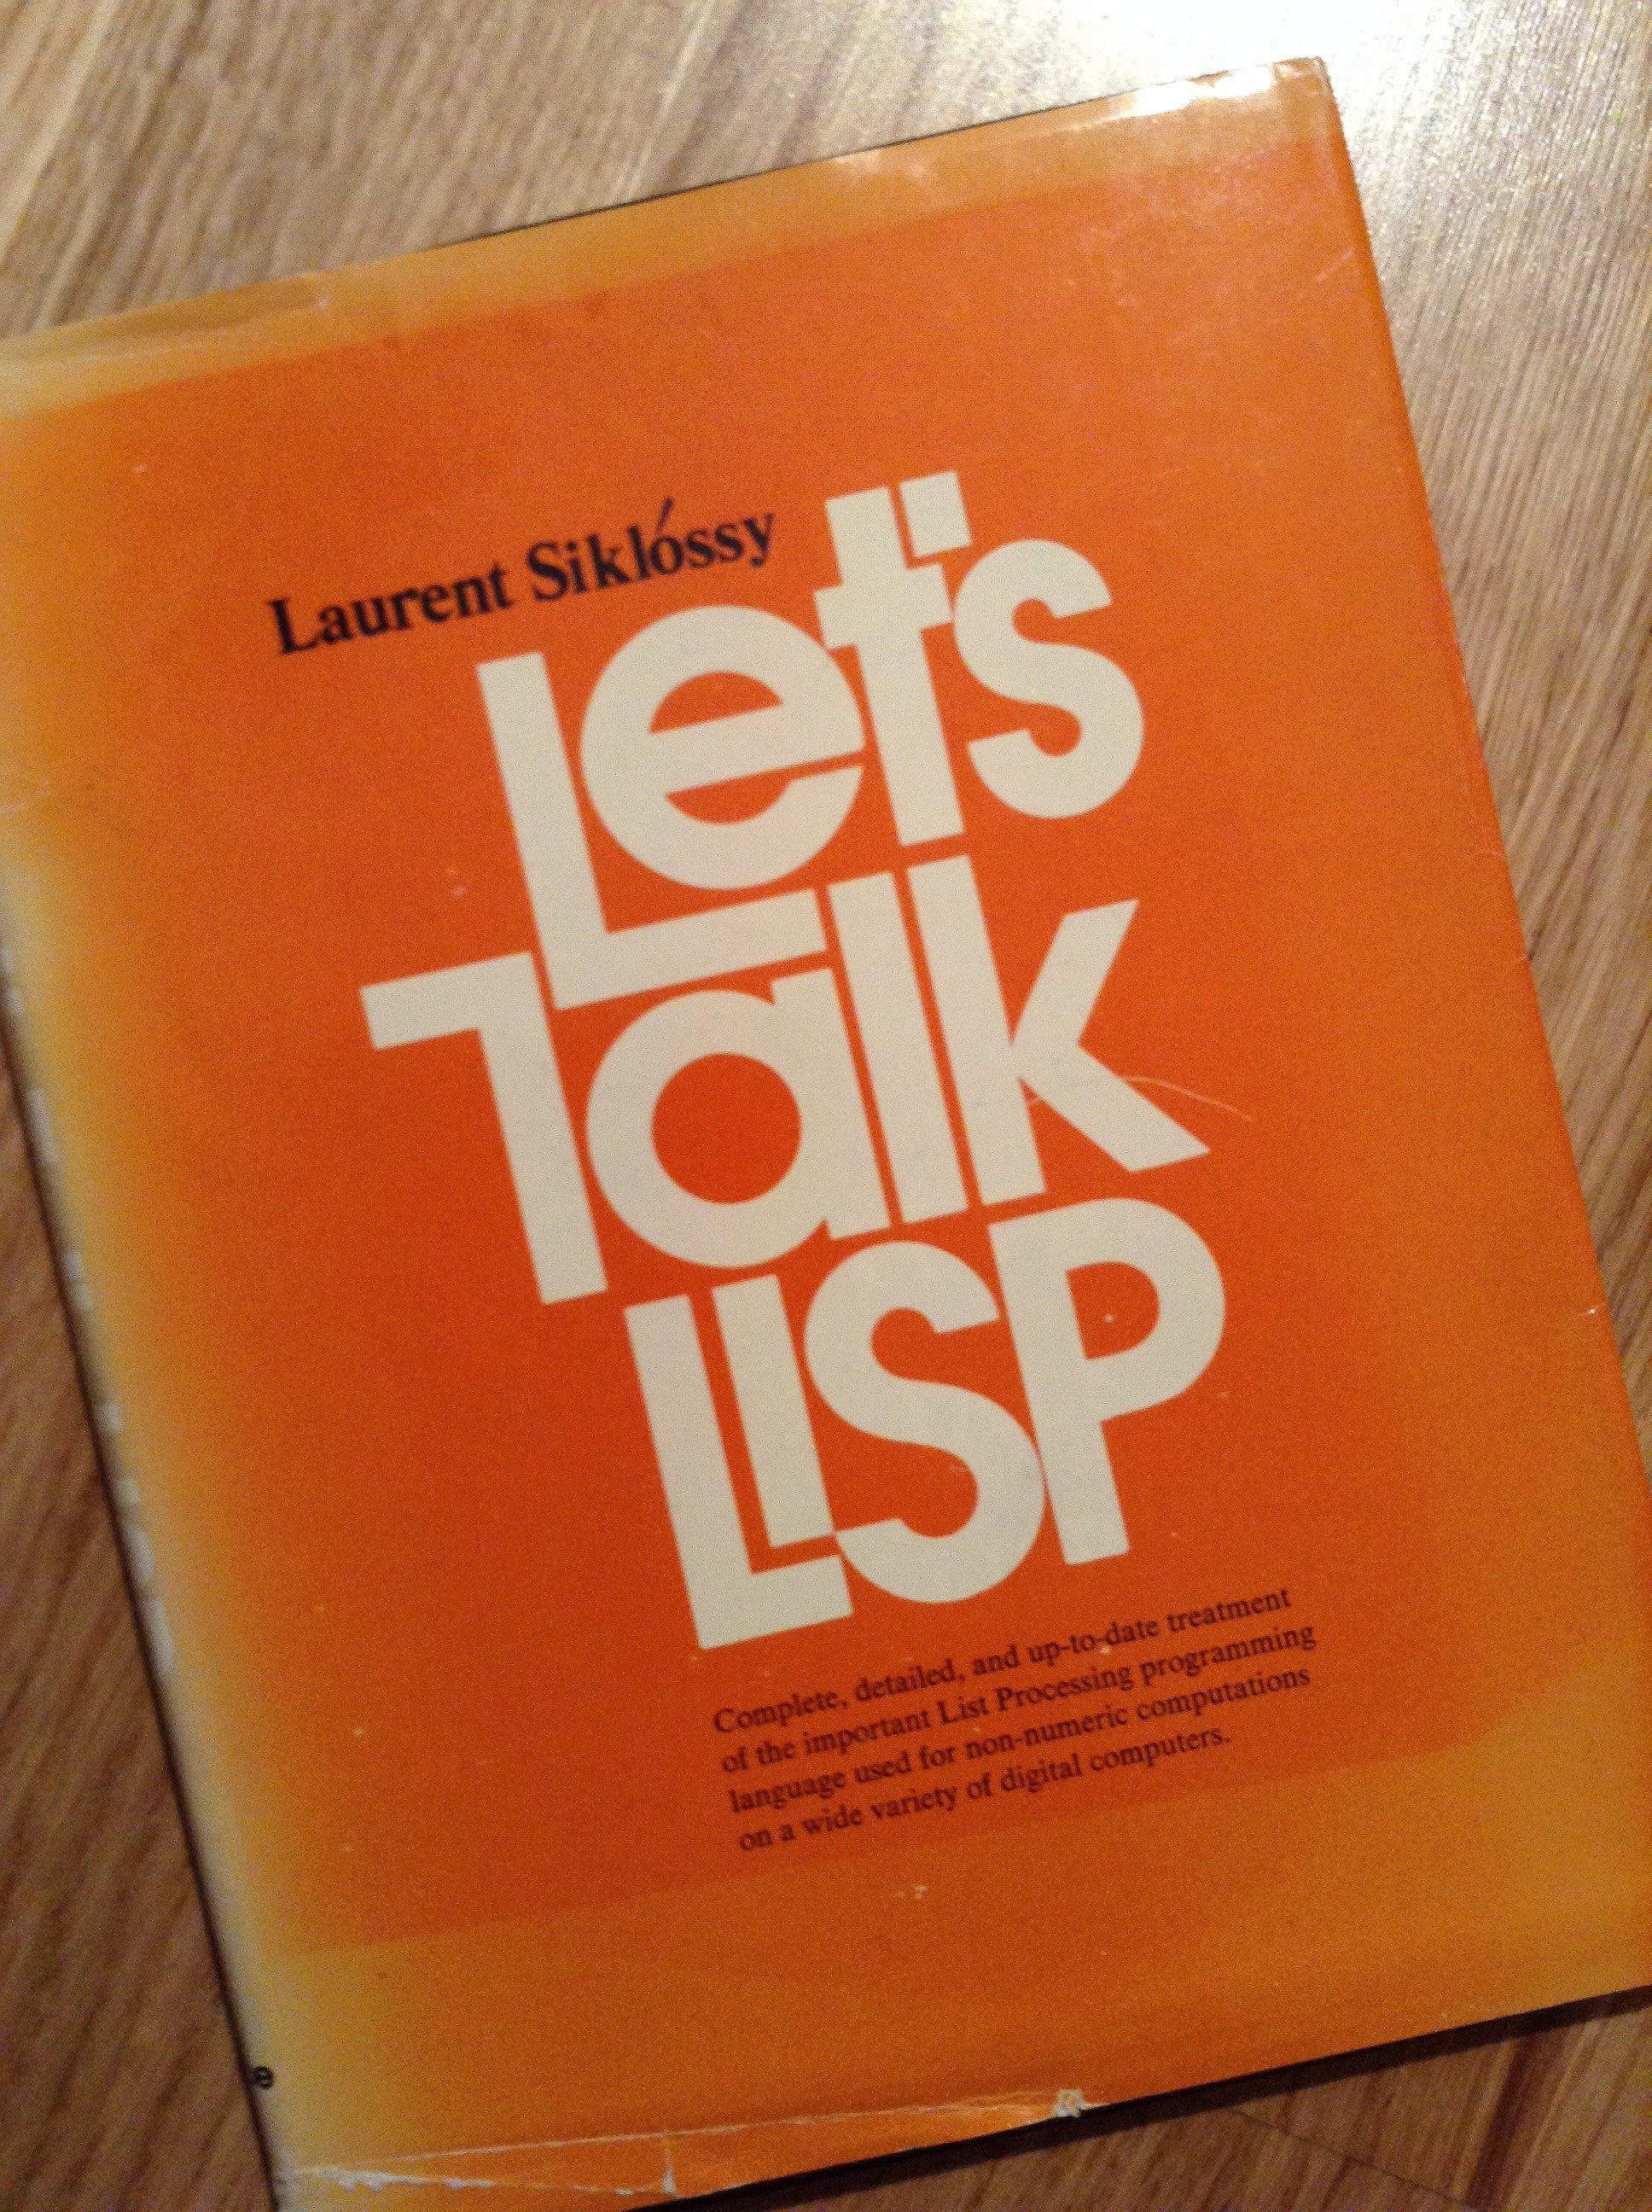 Laurent Siklóssy
Let's
Talk
LISP
Complete, detailed, and up-to-date treatment
of the important List Processing programming
language used for non-numeric computations
on a wide variety of digital computers.
e